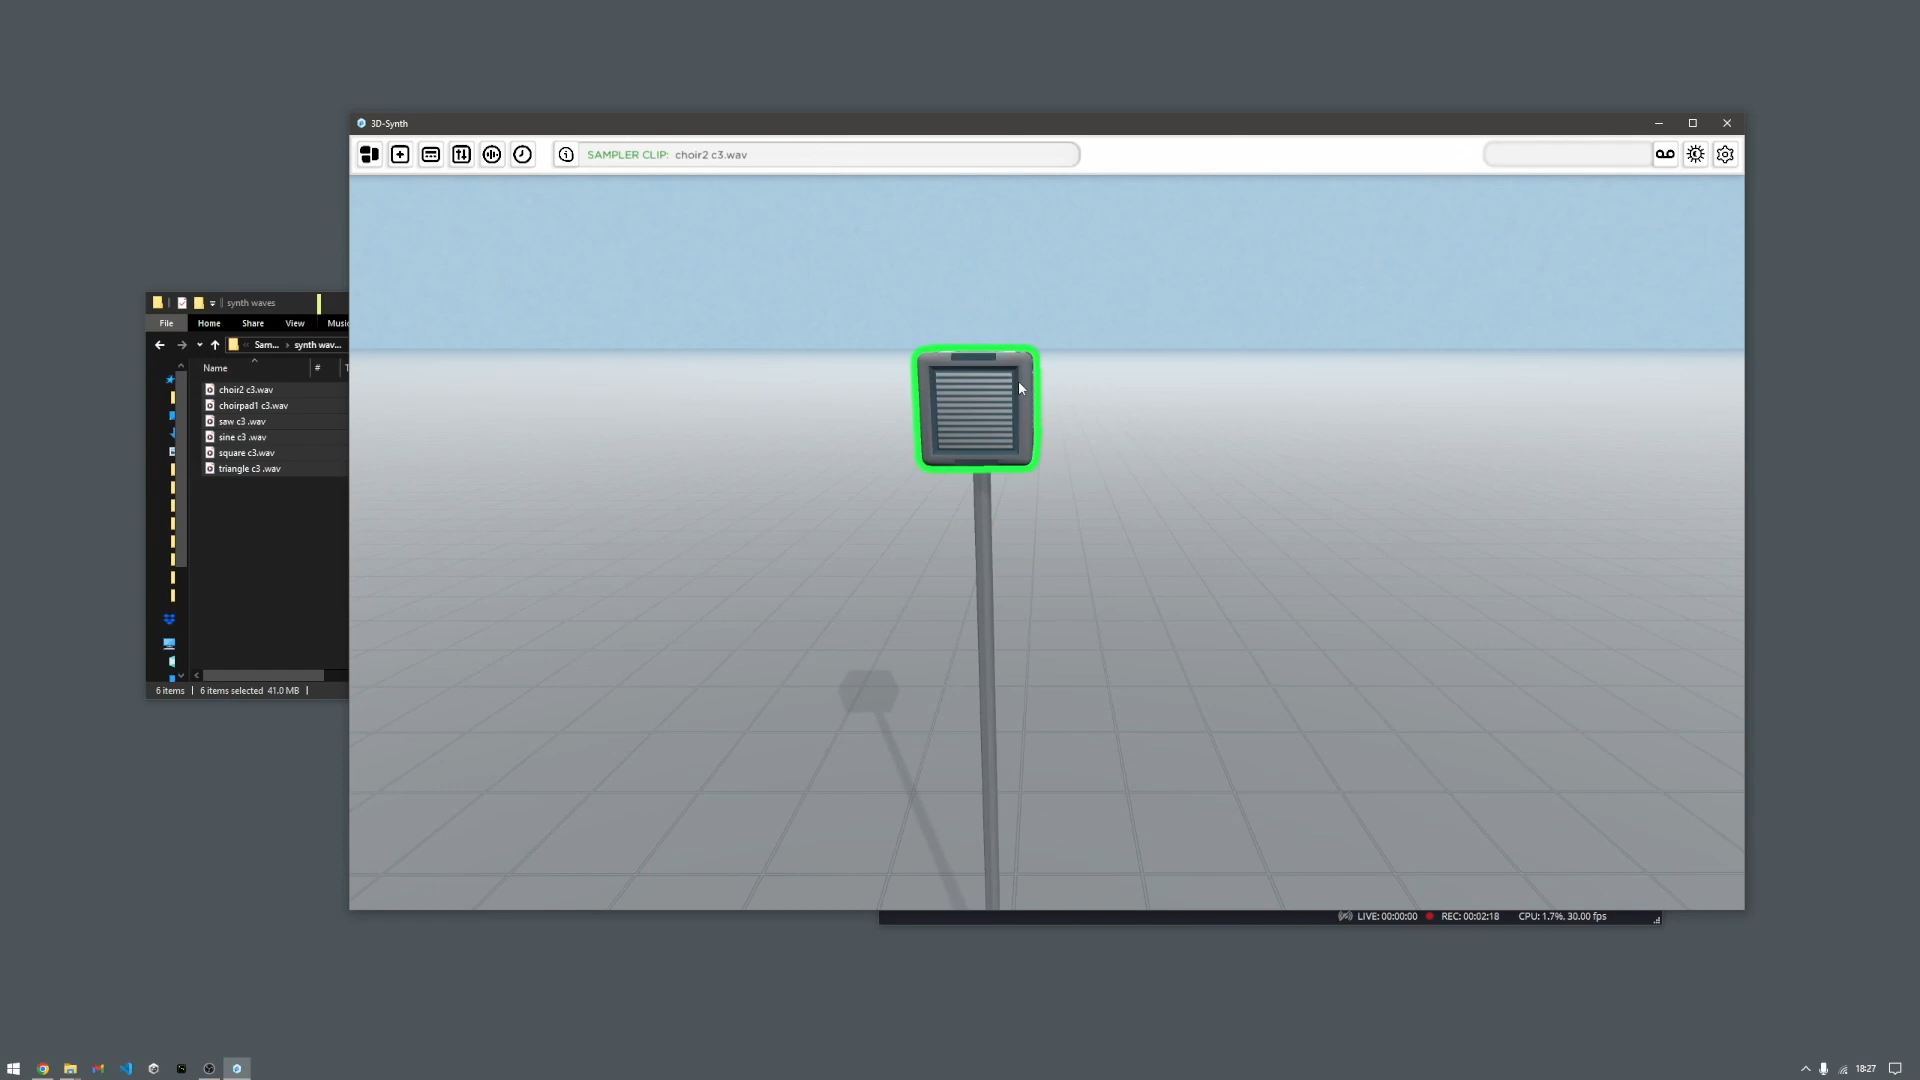 3D-Synth
SAMPLER CLIP: choir2 c3.wav
synth waves
File Home Share View
Sam... synth wav...
Name #
choir2 c3.wav
choirpad1 c3.wav
saw c3 .wav
sine c3 .wav
square c3.wav
triangle c3 .wav
6 items 6 items selected 41.0 MB
LIVE: 00:00:00 REC: 00:02:18 CPU: 1.7%, 30.00 fps
18:27